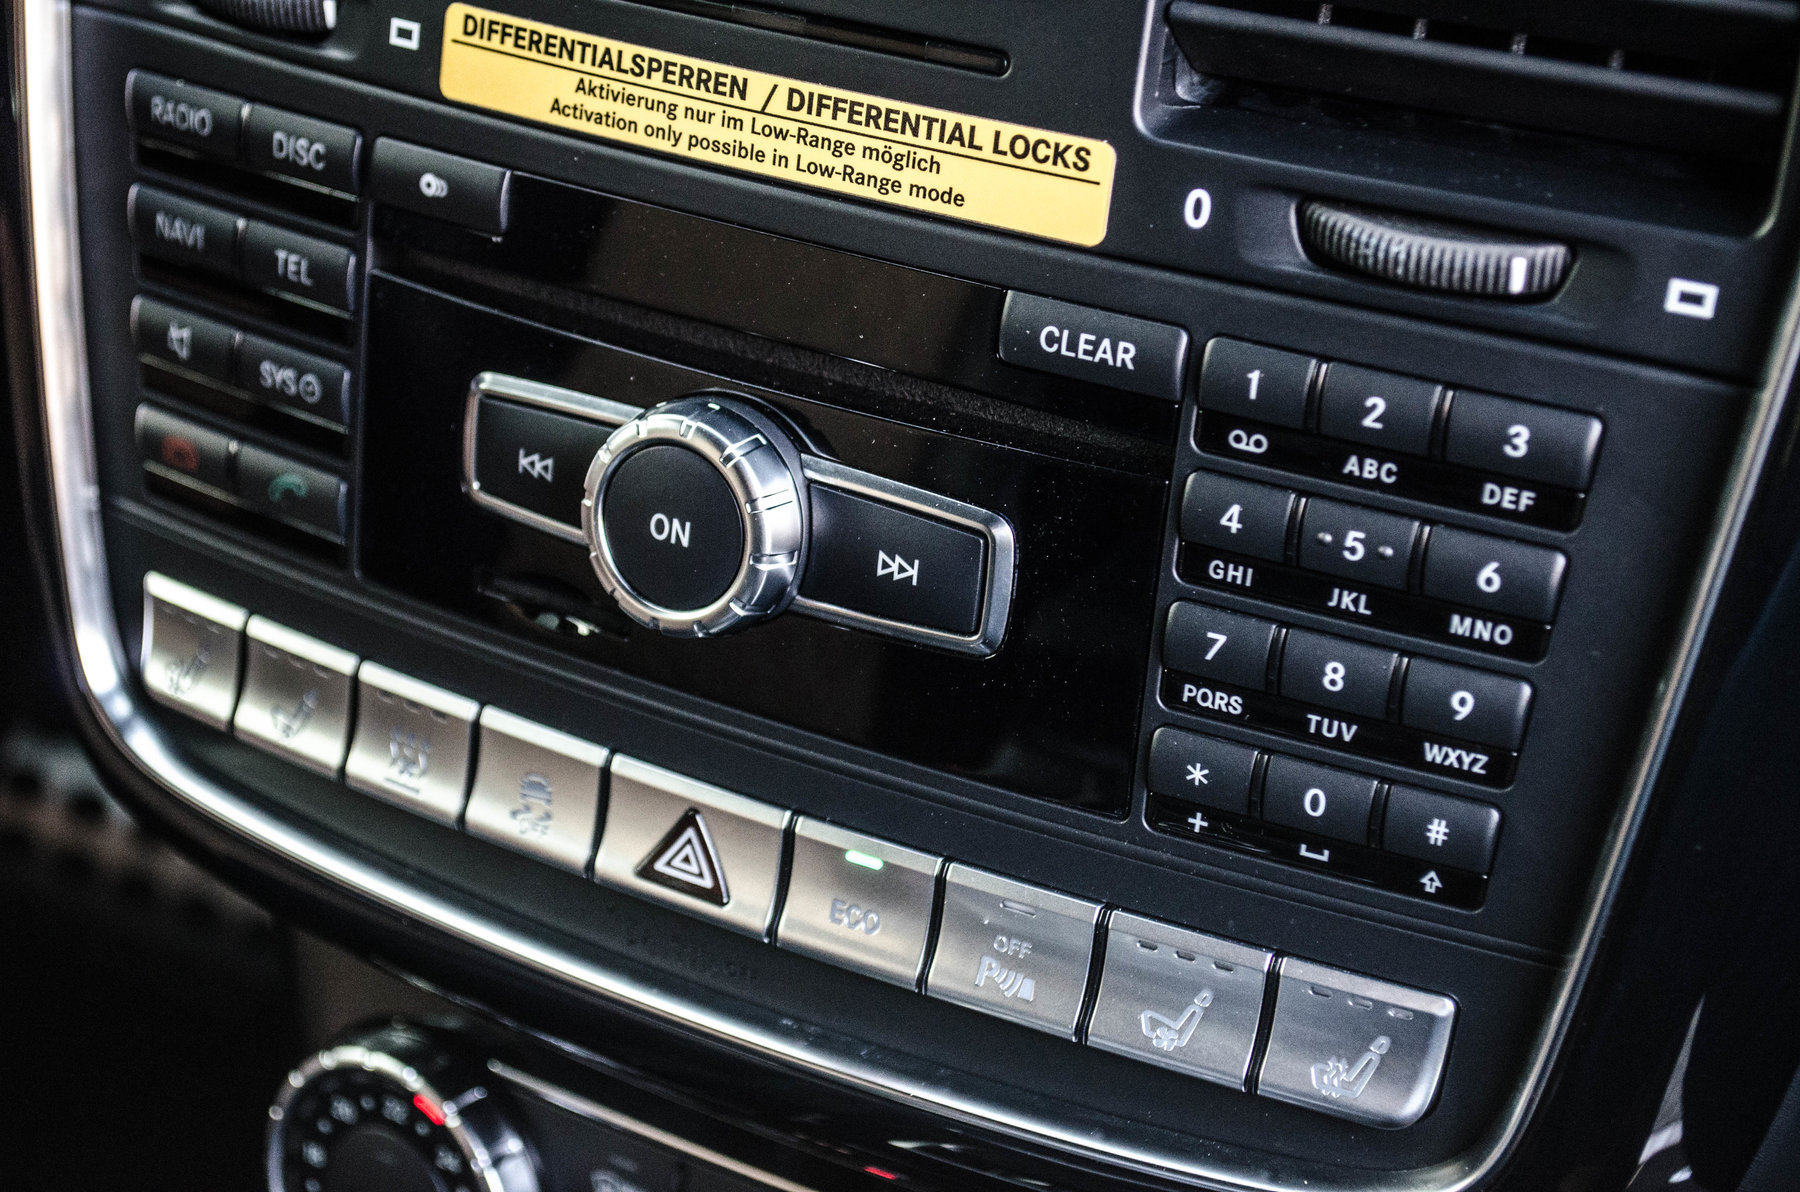 DIFFERENTIALSPERREN / DIFFERENTIAL LOCKS
Aktivierung nur im Low-Range möglich
Activation only possible in Low-Range mode
RADIO
DISC
NAVI
TEL
SYS
0
CLEAR
ON
1
2
ABC
3
DEF
4
GHI
5
JKL
6
MNO
7
PQRS
8
TUV
9
WXYZ
*
+
0
#
ECO
OFF
P